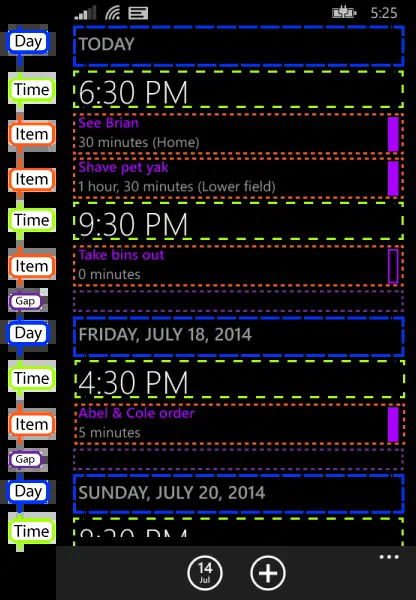 5:25
Day
TODAY
Time
6:30 PM
Item
See Brian
30 minutes (Home)
Item
Shave pet yak
1 hour, 30 minutes (Lower field)
Time
9:30 PM
Item
Take bins out
0 minutes
Gap
Day
FRIDAY, JULY 18, 2014
Time
4:30 PM
Item
Abel & Cole order
5 minutes
Gap
Day
SUNDAY, JULY 20, 2014
Time
14
Jul